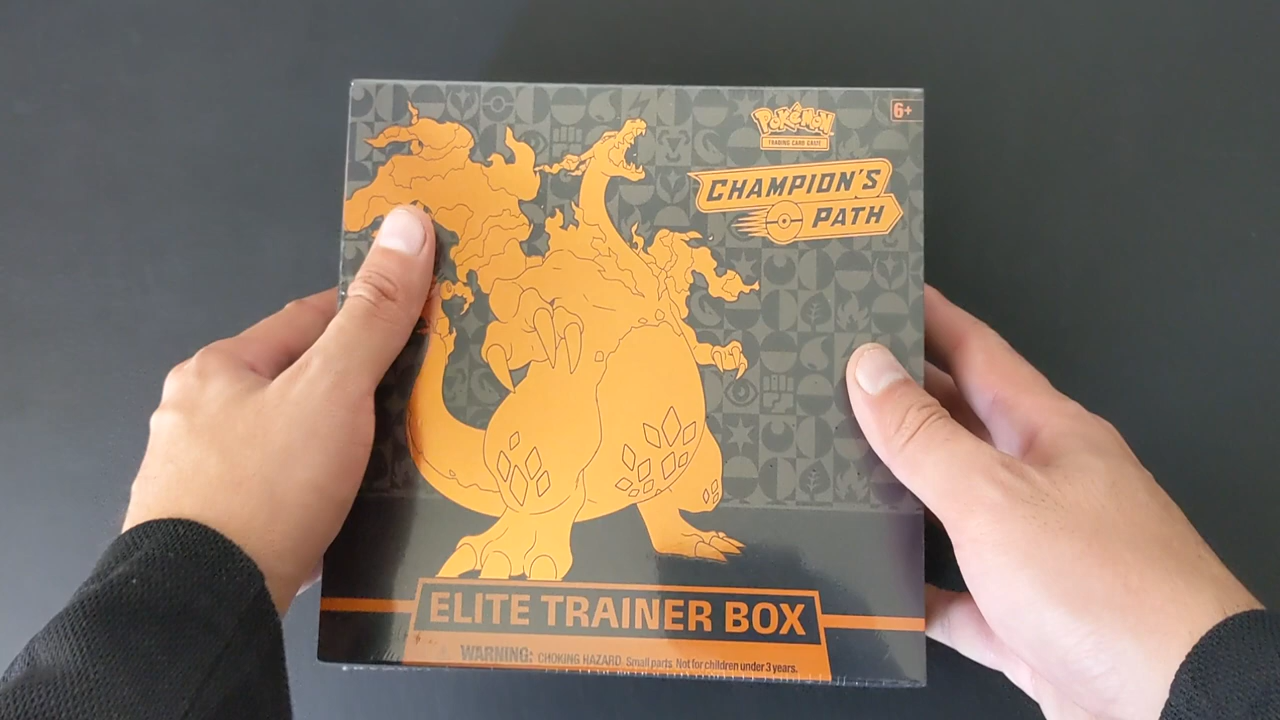 6+
Pokémon
TRADING CARD GAME
CHAMPION'S
PATH
ELITE TRAINER BOX
WARNING: CHOKING HAZARD. Small parts. Not for children under 3 years.